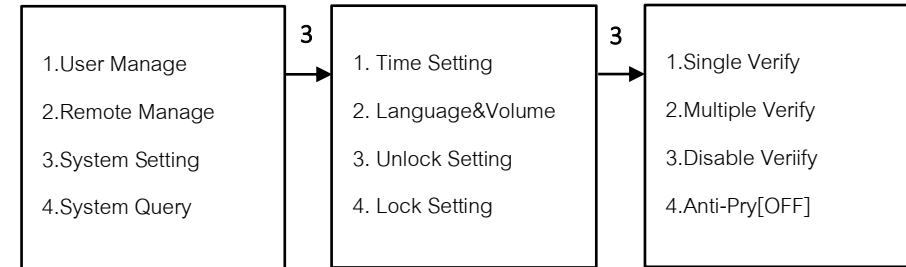 1.User Manage
2.Remote Manage
3.System Setting
4.System Query
3
1. Time Setting
2. Language&Volume
3. Unlock Setting
4. Lock Setting
3
1.Single Verify
2.Multiple Verify
3.Disable Veriify
4.Anti-Pry[OFF]